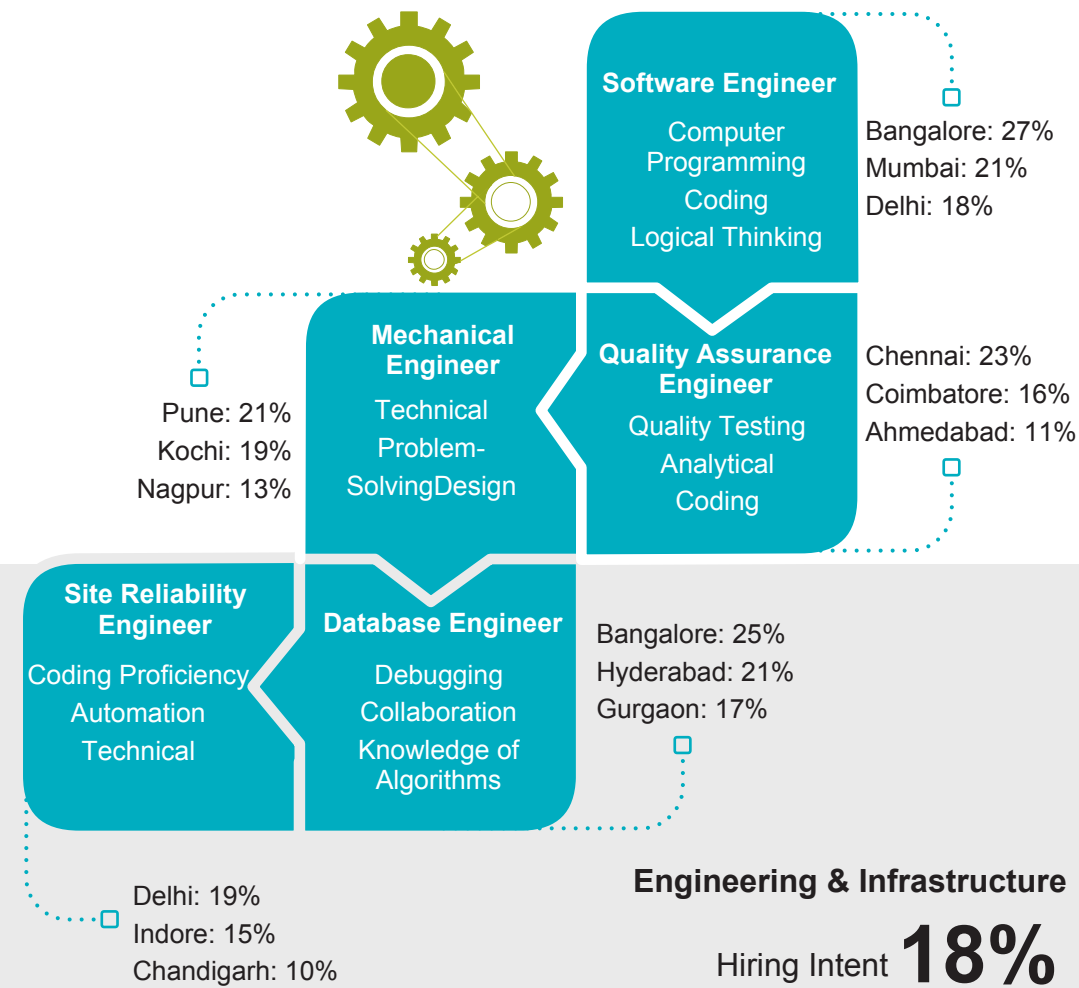 Software Engineer
Computer
Programming
Coding
Logical Thinking
Bangalore: 27%
Mumbai: 21%
Delhi: 18%
Mechanical
Engineer
Technical
Problem-
SolvingDesign
Pune: 21%
Kochi: 19%
Nagpur: 13%
Quality Assurance
Engineer
Quality Testing
Analytical
Coding
Chennai: 23%
Coimbatore: 16%
Ahmedabad: 11%
Site Reliability
Engineer
Coding Proficiency
Automation
Technical
Database Engineer
Debugging
Collaboration
Knowledge of
Algorithms
Bangalore: 25%
Hyderabad: 21%
Gurgaon: 17%
Delhi: 19%
Indore: 15%
Chandigarh: 10%
Engineering & Infrastructure
Hiring Intent 18%